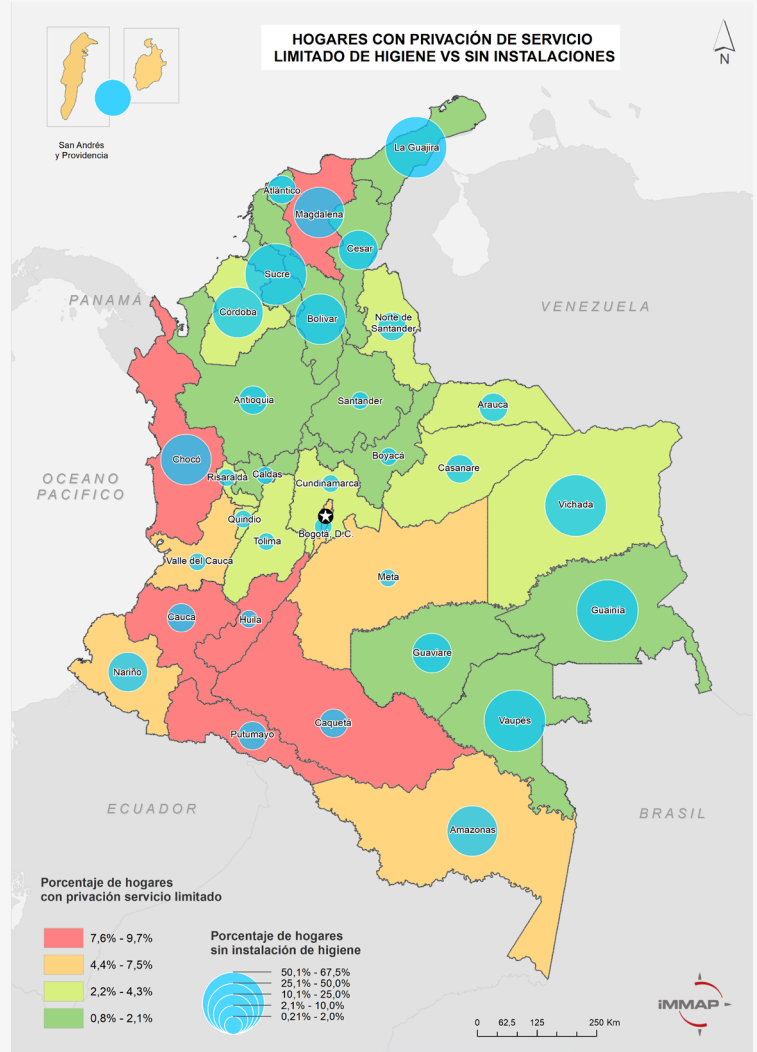 HOGARES CON PRIVACIÓN DE SERVICIO
LIMITADO DE HIGIENE VS SIN INSTALACIONES
N
San Andrés
y Providencia
La Guajira
Atlántico
Magdalena
Cesar
Sucre
PANAMÁ
VENEZUELA
Córdoba
Bolívar
Norte de
Santander
Antioquia
Santander
Arauca
Chocó
Boyacá
Casanare
Risaralda
Caldas
Cundinamarca
OCEANO
PACIFICO
Vichada
Quindio
Bogotá, D.C.
Tolima
Valle del Cauca
Meta
Guainía
Cauca
Huila
Guaviare
Nariño
Vaupés
Caquetá
Putumayo
ECUADOR
BRASIL
Amazonas
Porcentaje de hogares
con privación servicio limitado
7,6% - 9,7%
4,4% - 7,5%
2,2% - 4,3%
0,8% - 2,1%
Porcentaje de hogares
sin instalación de higiene
50,1% - 67,5%
25,1% - 50,0%
10,1% - 25,0%
2,1% - 10,0%
0,21% - 2,0%
iMMAP
0 62,5 125 250 Km